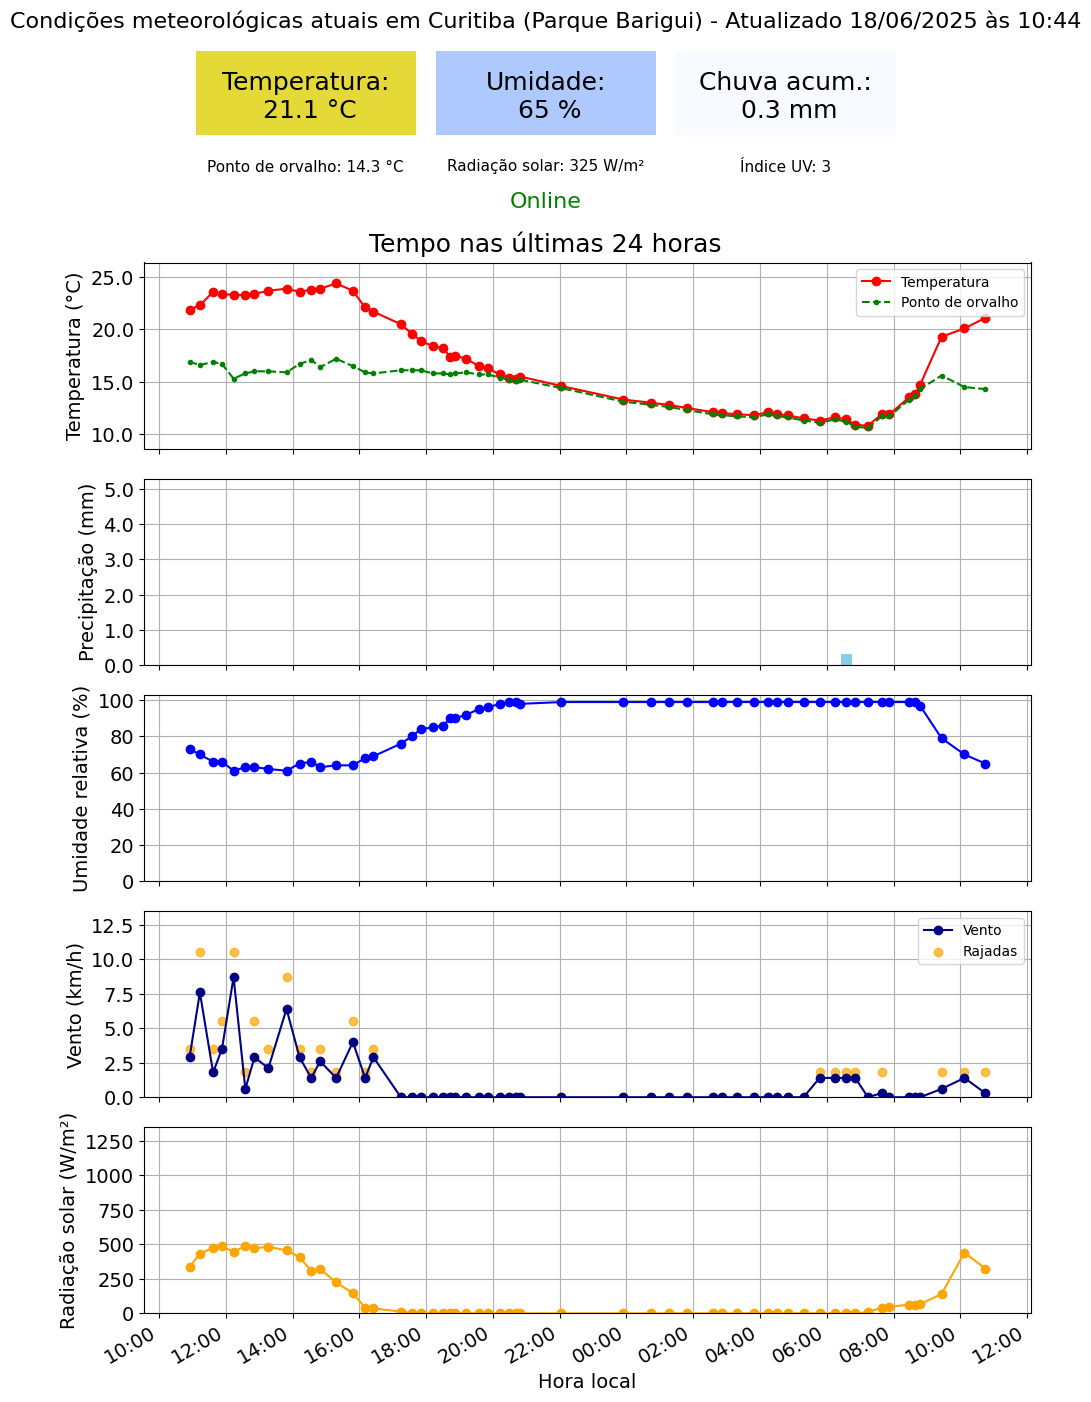 Condições meteorológicas atuais em Curitiba (Parque Barigui) - Atualizado 18/06/2025 às 10:44
Temperatura:
21.1 °C
Umidade:
65 %
Chuva acum.:
0.3 mm
Ponto de orvalho: 14.3 °C
Radiação solar: 325 W/m²
Índice UV: 3
Online
Tempo nas últimas 24 horas
Temperatura (°C)
25.0
20.0
15.0
10.0
Temperatura
Ponto de orvalho
Precipitação (mm)
5.0
4.0
3.0
2.0
1.0
0.0
Umidade relativa (%)
100
80
60
40
20
0
Vento (km/h)
12.5
10.0
7.5
5.0
2.5
0.0
Vento
Rajadas
Radiação solar (W/m²)
1250
1000
750
500
250
0
10:00
12:00
14:00
16:00
18:00
20:00
22:00
00:00
02:00
04:00
06:00
08:00
10:00
12:00
Hora local